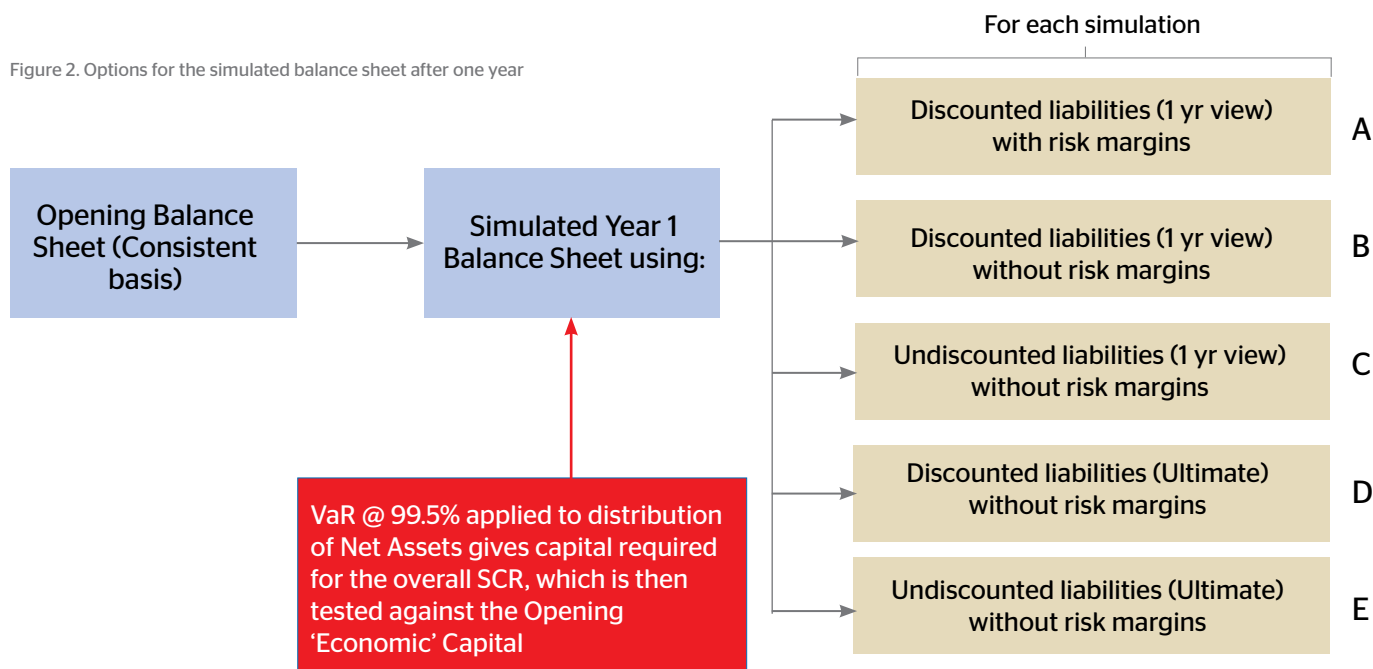 For each simulation
Figure 2. Options for the simulated balance sheet after one year
Opening Balance
Sheet (Consistent
basis)
Simulated Year 1
Balance Sheet using:
VaR @ 99.5% applied to distribution
of Net Assets gives capital required
for the overall SCR, which is then
tested against the Opening
‘Economic’ Capital
Discounted liabilities (1 yr view)
with risk margins
A
Discounted liabilities (1 yr view)
without risk margins
B
Undiscounted liabilities (1 yr view)
without risk margins
C
Discounted liabilities (Ultimate)
without risk margins
D
Undiscounted liabilities (Ultimate)
without risk margins
E